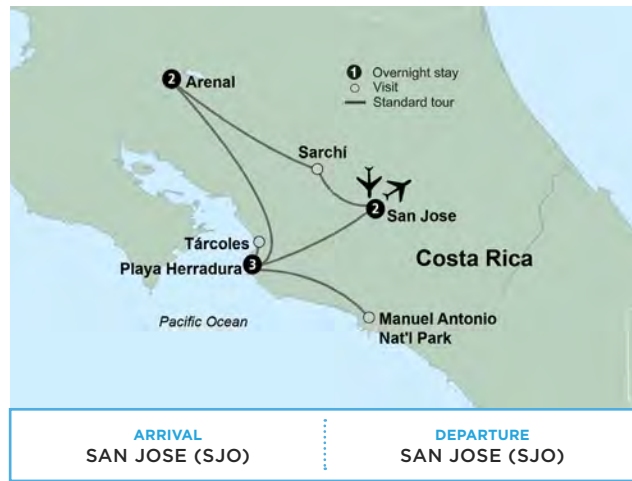 1 Overnight stay
Visit
Standard tour
2 Arenal
Sarchí
2 San Jose
Tárcoles
Playa Herradura 3
Costa Rica
Pacific Ocean
Manuel Antonio
Nat'l Park
ARRIVAL
SAN JOSE (SJO)
DEPARTURE
SAN JOSE (SJO)